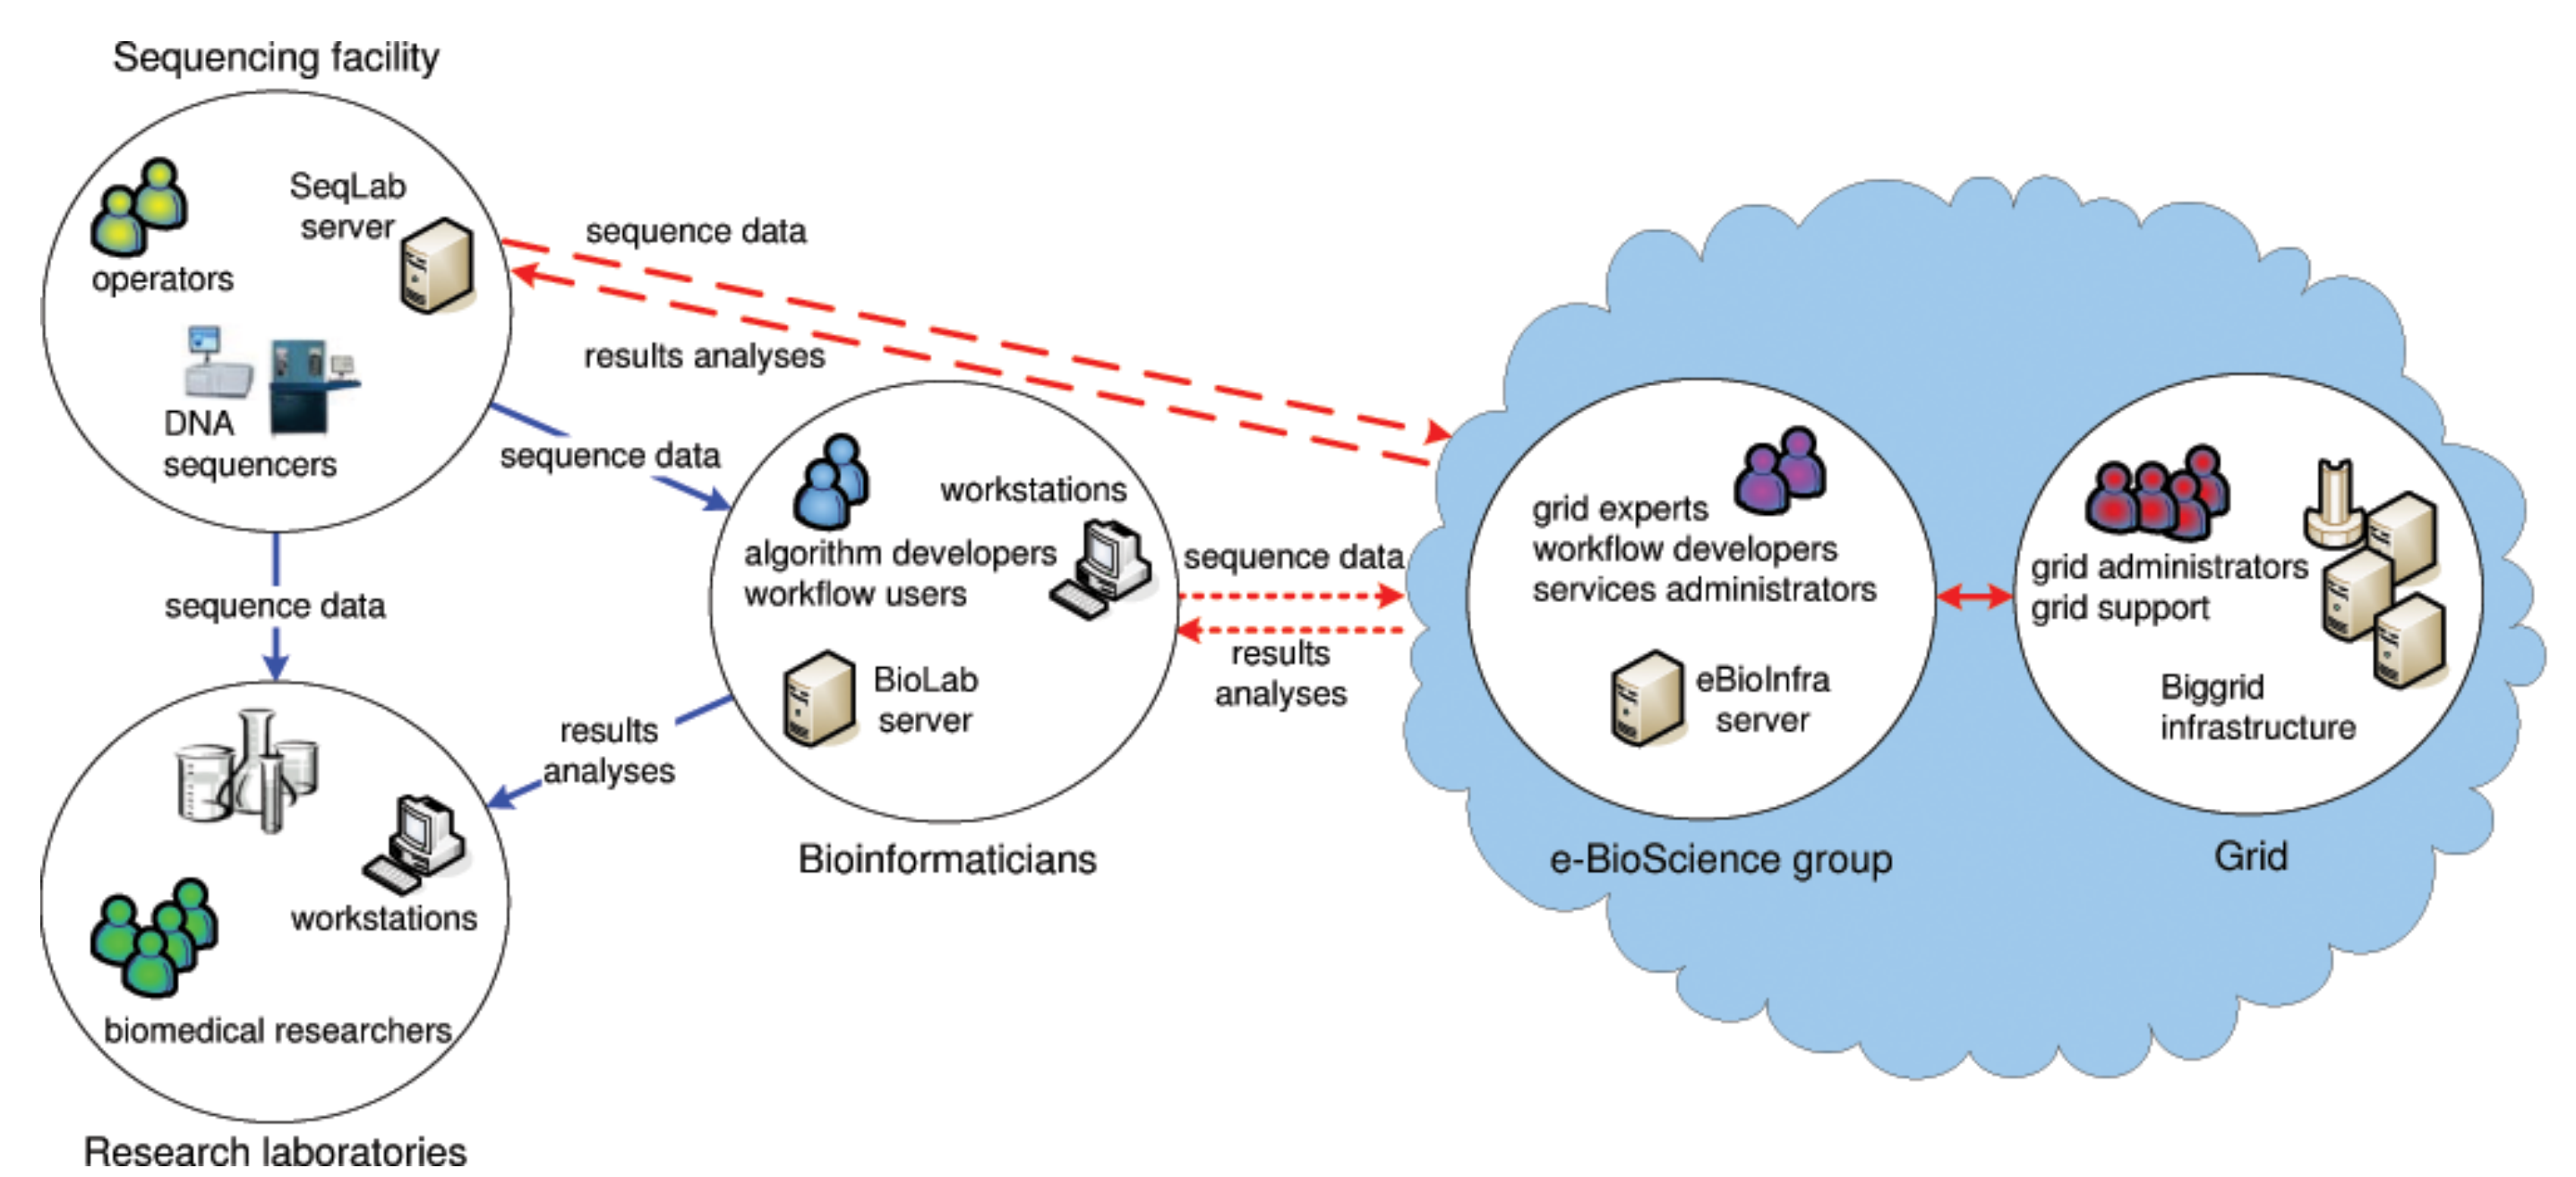 Sequencing facility
SeqLab
server
operators
DNA
sequencers
sequence data
results analyses
sequence data
sequence data
workstations
algorithm developers
workflow users
BioLab
server
Bioinformaticians
sequence data
results
analyses
results
analyses
workstations
biomedical researchers
Research laboratories
grid experts
workflow developers
services administrators
eBioInfra
server
e-BioScience group
grid administrators
grid support
Biggrid
infrastructure
Grid